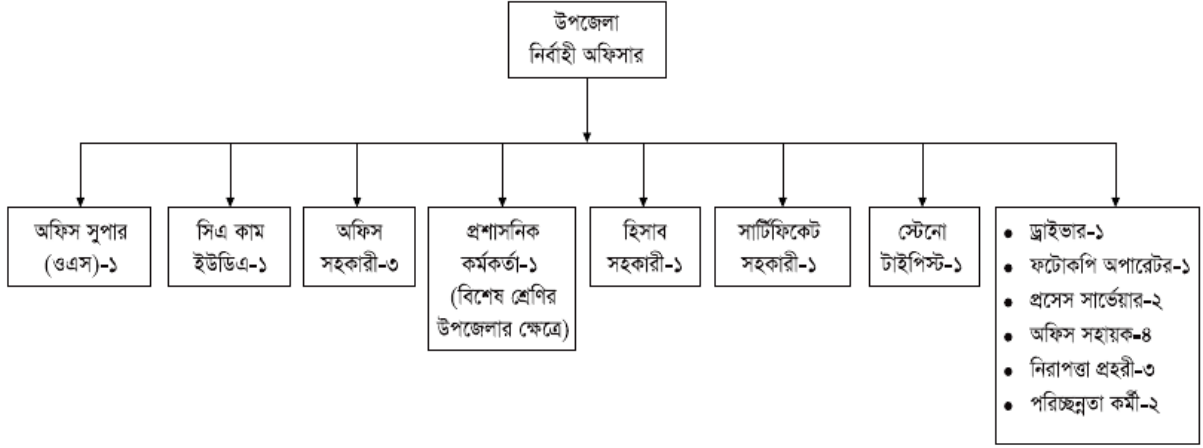 উপজেলা
নির্বাহী অফিসার
অফিস সুপার
(ওএস)-১
সিএ কাম
ইউডিএ-১
অফিস
সহকারী-৩
প্রশাসনিক
কর্মকর্তা-১
(বিশেষ শ্রেণির
উপজেলার ক্ষেত্রে)
হিসাব
সহকারী-১
সার্টিফিকেট
সহকারী-১
স্টেনো
টাইপিস্ট-১
• ড্রাইভার-১
• ফটোকপি অপারেটর-১
• প্রসেস সার্ভেয়ার-২
• অফিস সহায়ক-৪
• নিরাপত্তা প্রহরী-৩
• পরিচ্ছন্নতা কর্মী-২